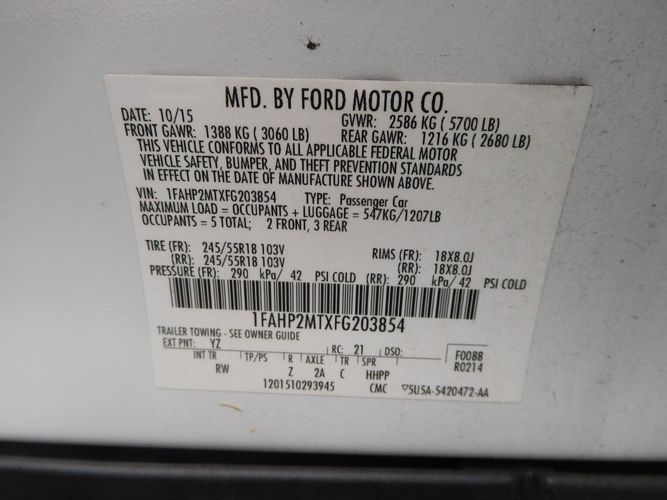 MFD. BY FORD MOTOR CO.
DATE: 10/15 GVWR: 2586 KG ( 5700 LB)
FRONT GAWR: 1388 KG ( 3060 LB) REAR GAWR: 1216 KG ( 2680 LB)
THIS VEHICLE CONFORMS TO ALL APPLICABLE FEDERAL MOTOR
VEHICLE SAFETY, BUMPER, AND THEFT PREVENTION STANDARDS
IN EFFECT ON THE DATE OF MANUFACTURE SHOWN ABOVE.
VIN: 1FAHP2MTXFG203854 TYPE: Passenger Car
MAXIMUM LOAD = OCCUPANTS + LUGGAGE = 547KG/1207LB
OCCUPANTS = 5 TOTAL; 2 FRONT, 3 REAR
TIRE (FR): 245/55R18 103V RIMS (FR): 18X8.0J
(RR): 245/55R18 103V (RR): 18X8.0J
PRESSURE (FR): 290 kPa/ 42 PSI COLD (RR): 290 kPa/ 42 PSI COLD
1FAHP2MTXFG203854
TRAILER TOWING - SEE OWNER GUIDE
EXT PNT: YZ RC: 21 DSO: F0088
INT TR TP/PS R AXLE TR SPR R0214
RW Z 2A C HHPP
1201510293945 CMC 5U5A-5420472-AA